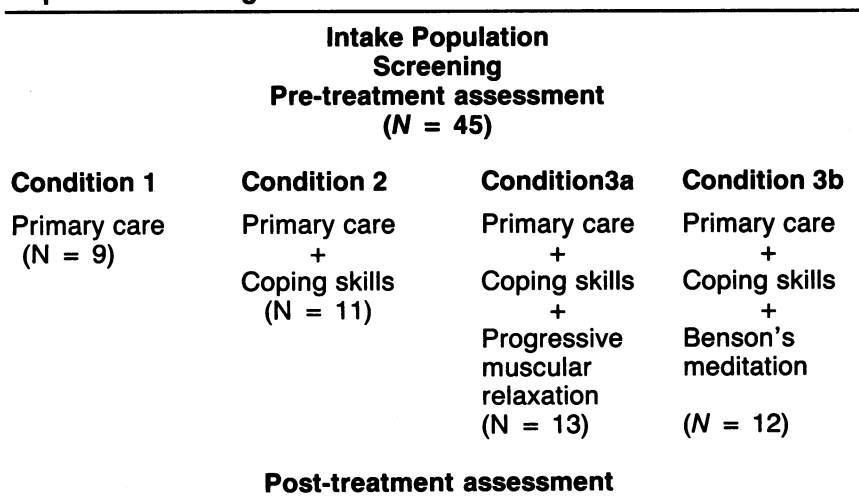 Intake Population
Screening
Pre-treatment assessment
(N = 45)
Condition 1 Condition 2 Condition3a Condition 3b
Primary care Primary care Primary care Primary care
(N = 9) + + +
Coping skills Coping skills Coping skills
(N = 11) + +
Progressive Benson's
muscular meditation
relaxation
(N = 13) (N = 12)
Post-treatment assessment